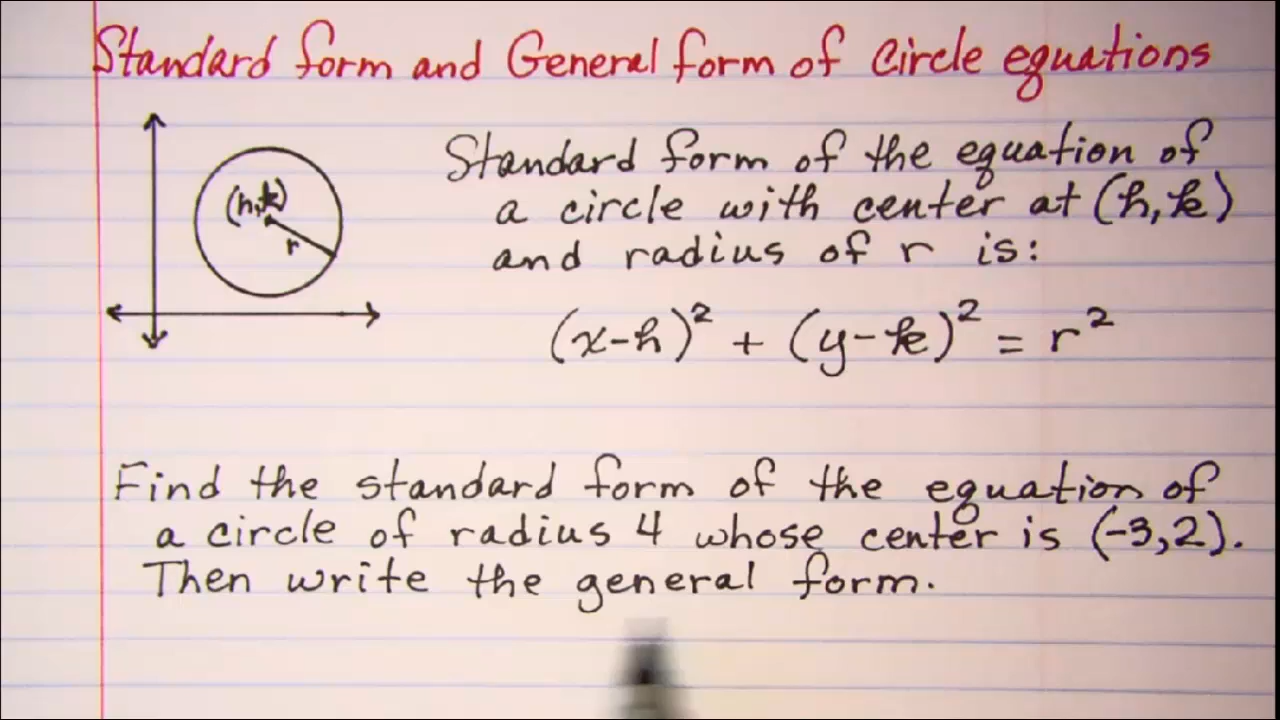 Standard form and General form of Circle equations
(h,k)
r
Standard form of the equation of
a circle with center at (h,k)
and radius of r is:
(x-h)² + (y-k)² = r²
Find the standard form of the equation of
a circle of radius 4 whose center is (-3,2).
Then write the general form.